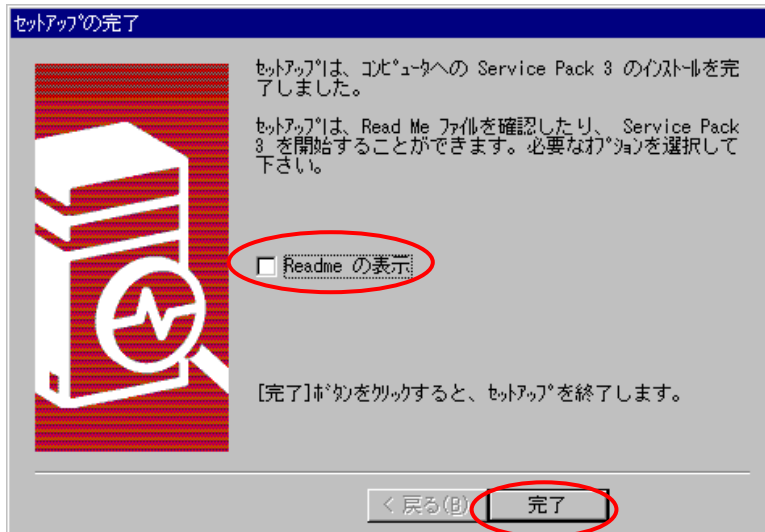 ｾｯﾄｱｯﾌﾟの完了
ｾｯﾄｱｯﾌﾟは、ｺﾝﾋﾟｭｰﾀへの Service Pack 3 のｲﾝｽﾄｰﾙを完
了しました。
ｾｯﾄｱｯﾌﾟは、Read Me ﾌｧｲﾙを確認したり、 Service Pack
3 を開始することができます。必要なｵﾌﾟｼｮﾝを選択して
下さい。
Readme の表示
[完了]ﾎﾞﾀﾝをｸﾘｯｸすると、ｾｯﾄｱｯﾌﾟを終了します。
< 戻る(B)
完了